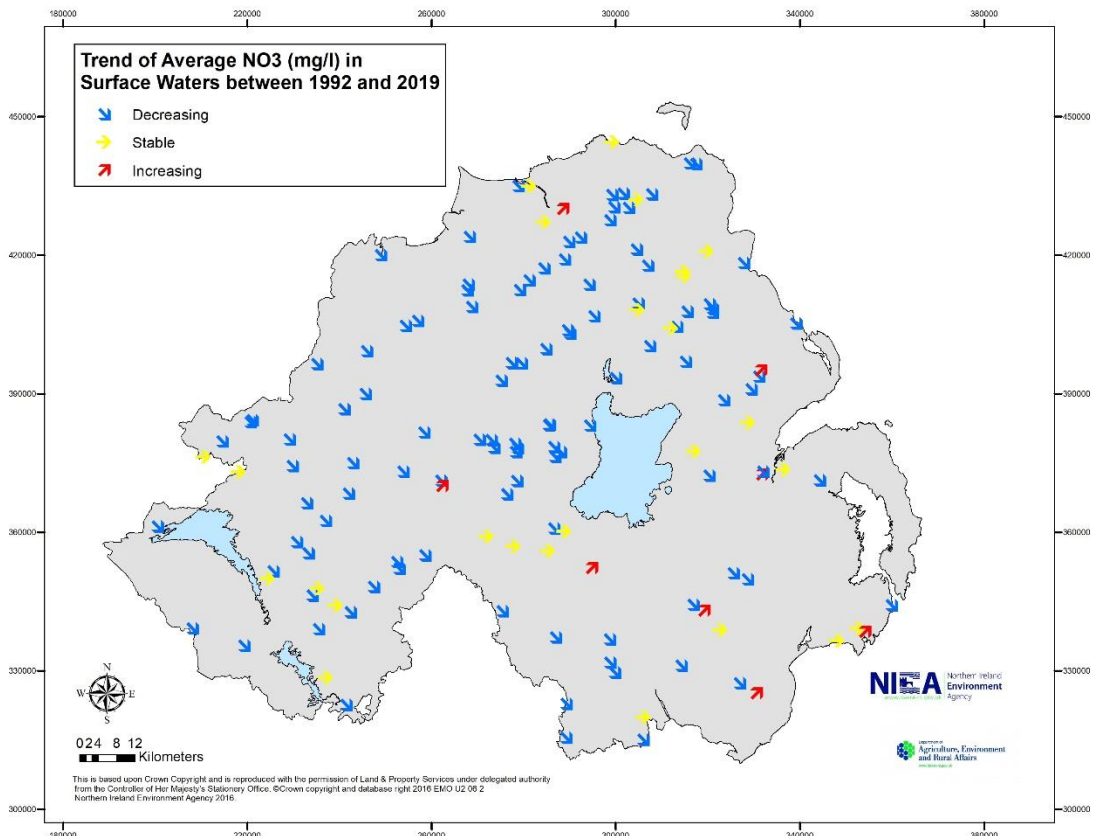 180000 220000 260000 300000 340000 380000
Trend of Average NO3 (mg/l) in
Surface Waters between 1992 and 2019
Decreasing
Stable
Increasing
450000 450000
420000 420000
390000 390000
360000 360000
330000 330000
300000 300000
N
W E
S
024 8 12
Kilometers
NIEA Northern Ireland
Environment
Agency
Department of
Agriculture, Environment
and Rural Affairs
This is based upon Crown Copyright and is reproduced with the permission of Land & Property Services under delegated authority
from the Controller of Her Majesty's Stationery Office. ©Crown copyright and database right 2016 EMO U2 06 2
Northern Ireland Environment Agency 2016.
180000 220000 260000 300000 340000 380000